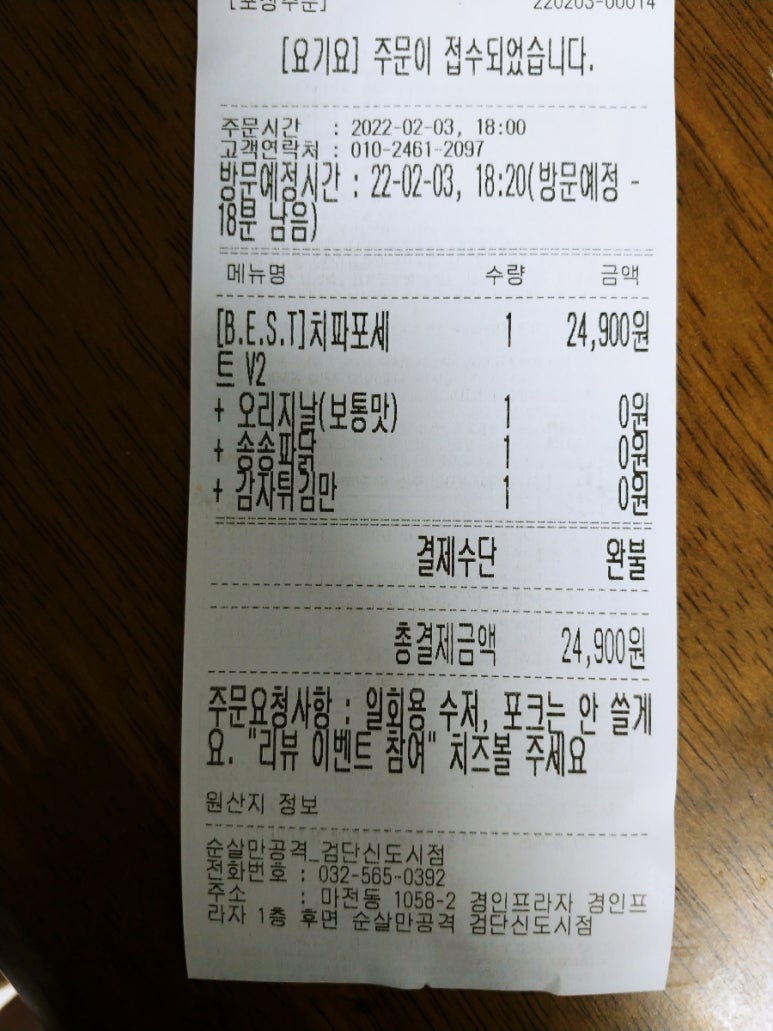 [포장주문] 220203-00014
[요기요] 주문이 접수되었습니다.
주문시간 : 2022-02-03, 18:00
고객연락처 : 010-2461-2097
방문예정시간 : 22-02-03, 18:20(방문예정 -
18분 남음)
메뉴명 수량 금액
[B.E.S.T]치파포세 1 24,900원
트 V2
+ 오리지날(보통맛) 1 0원
+ 송송파닭 1 0원
+ 감자튀김만 1 0원
결제수단 완불
총결제금액 24,900원
주문요청사항 : 일회용 수저, 포크는 안 쓸게
요. "리뷰 이벤트 참여" 치즈볼 주세요
원산지 정보
순살만공격_검단신도시점
전화번호 : 032-565-0392
주소 : 마전동 1058-2 경인프라자 경인프
라자 1층 후면 순살만공격 검단신도시점